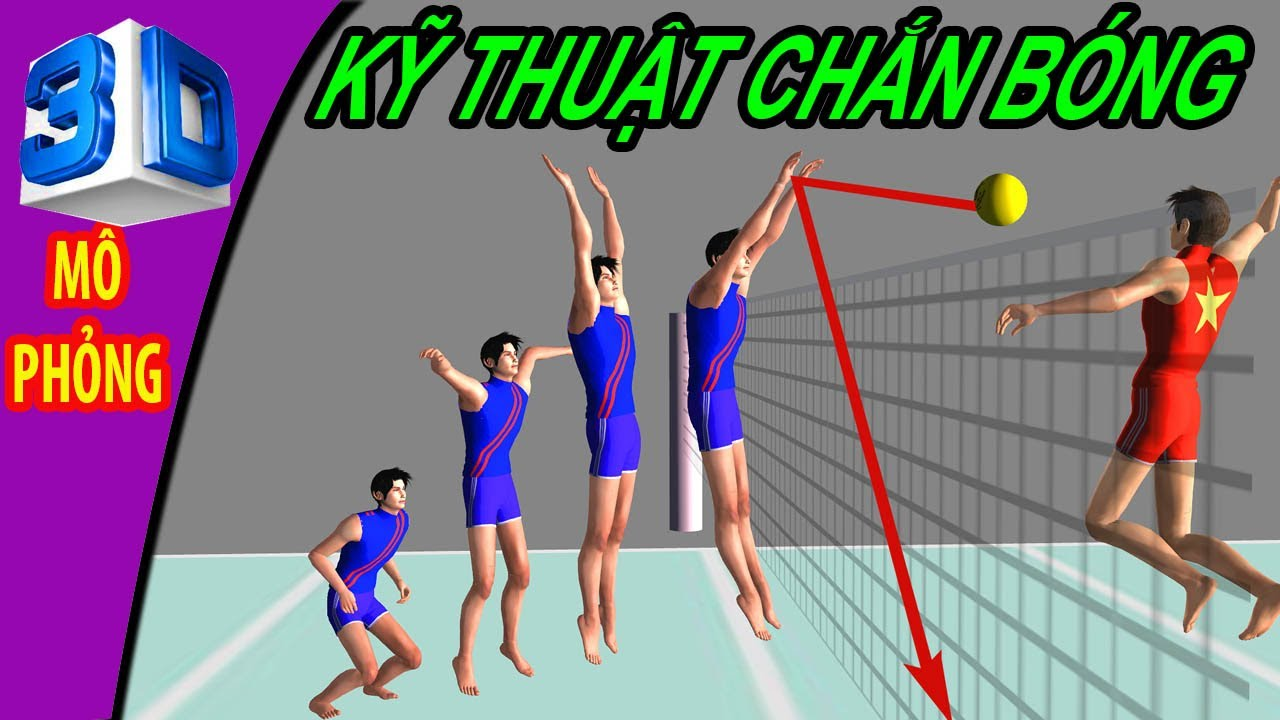 3D
MÔ
PHỎNG
KỸ THUẬT CHẮN BÓNG